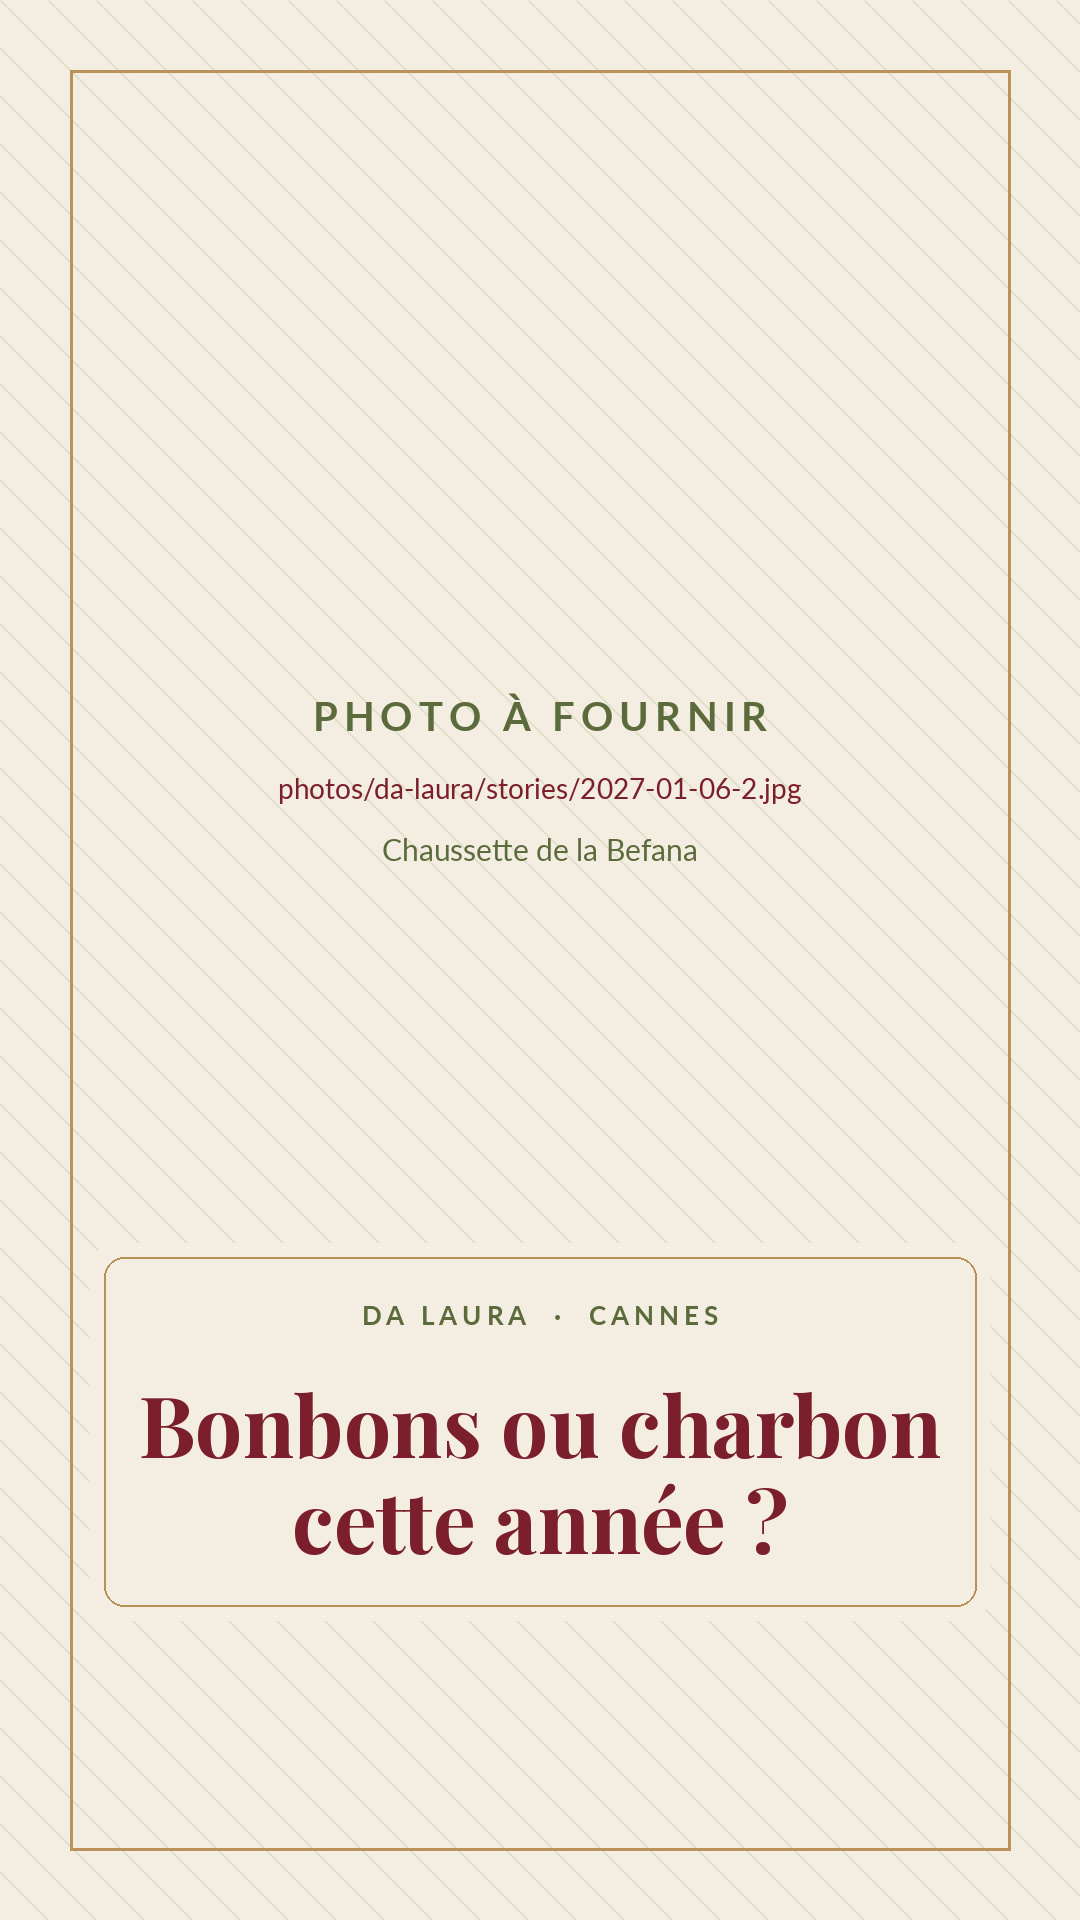 PHOTO À FOURNIR
photos/da-laura/stories/2027-01-06-2.jpg
Chaussette de la Befana
DA LAURA · CANNES
Bonbons ou charbon
cette année ?